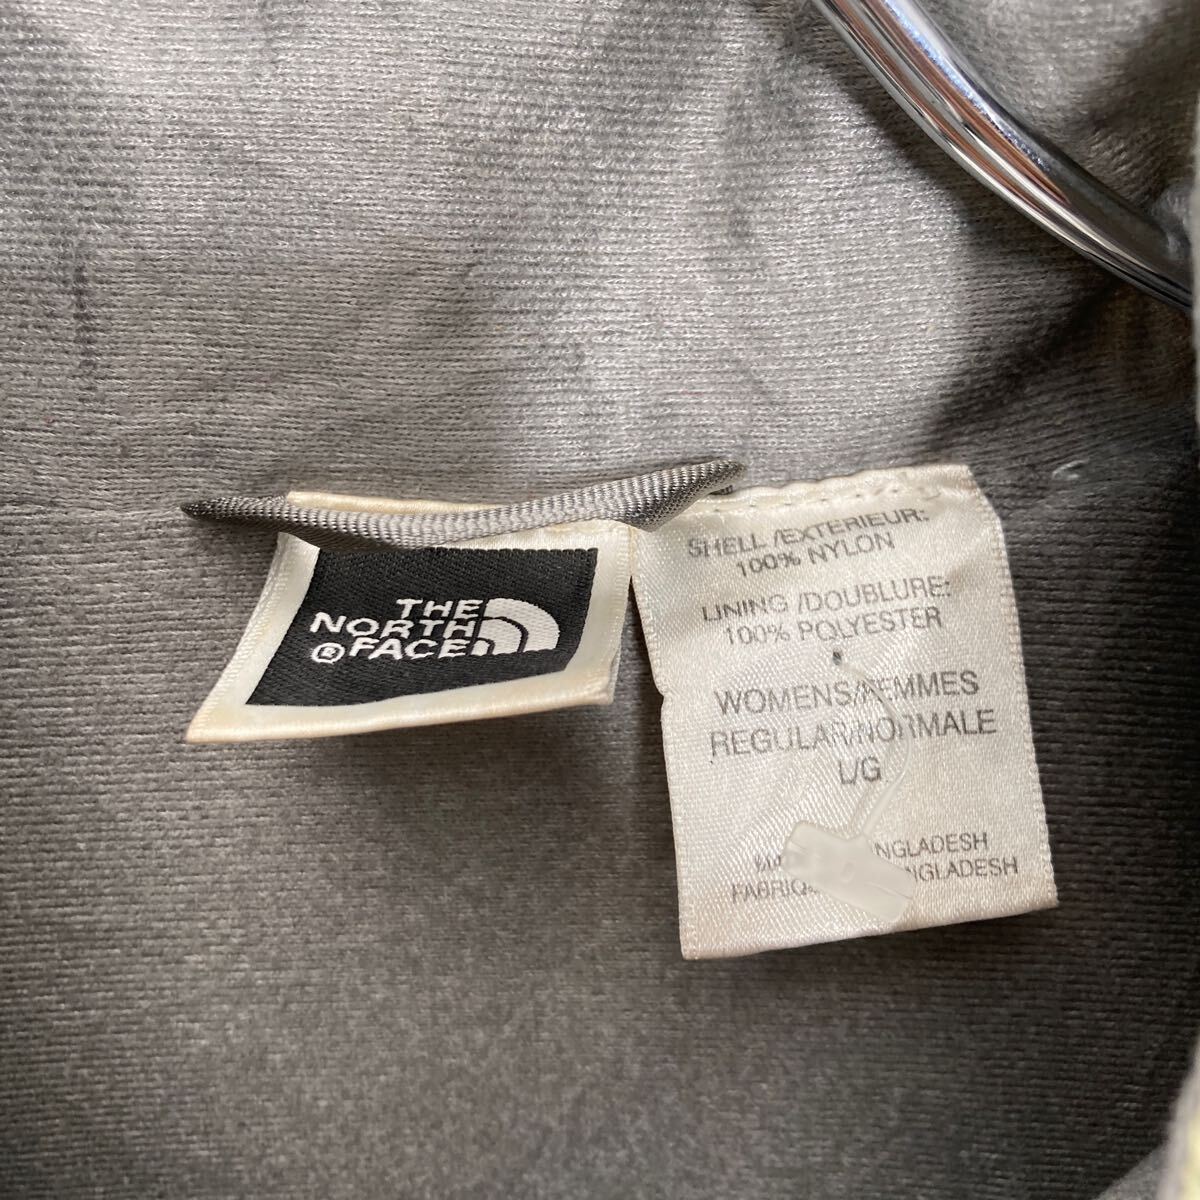 THE
NORTH
®FACE
SHELL /EXTERIEUR:
100% NYLON
LINING /DOUBLURE:
100% POLYESTER
WOMENS/FEMMES
REGULAR/NORMALE
L/G